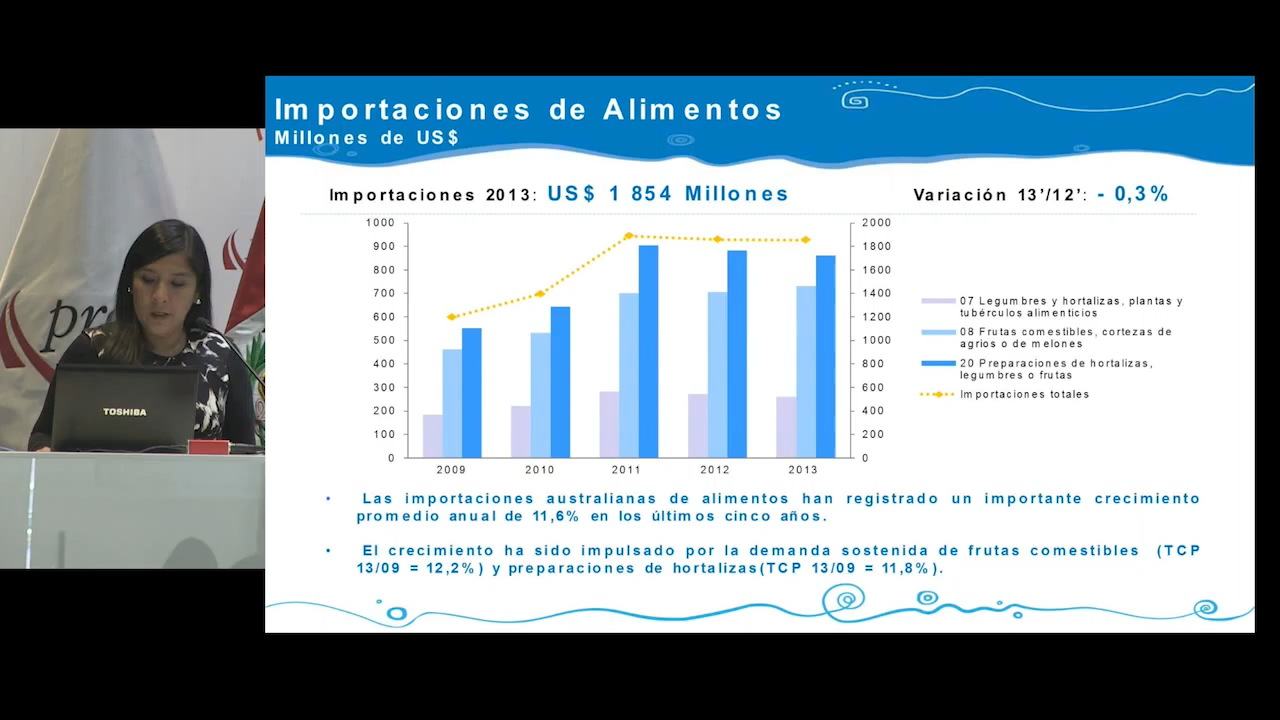 Importaciones de Alimentos
Millones de US$
Importaciones 2013: US$ 1 854 Millones
Variación 13’/12’: - 0,3%
1000
900
800
700
600
500
400
300
200
100
0
2000
1800
1600
1400
1200
1000
800
600
400
200
0
2009 2010 2011 2012 2013
07 Legumbres y hortalizas, plantas y
tubérculos alimenticios
08 Frutas comestibles, cortezas de
agrios o de melones
20 Preparaciones de hortalizas,
legumbres o frutas
Importaciones totales
• Las importaciones australianas de alimentos han registrado un importante crecimiento
promedio anual de 11,6% en los últimos cinco años.
• El crecimiento ha sido impulsado por la demanda sostenida de frutas comestibles (TCP
13/09 = 12,2%) y preparaciones de hortalizas(TCP 13/09 = 11,8%).
TOSHIBA